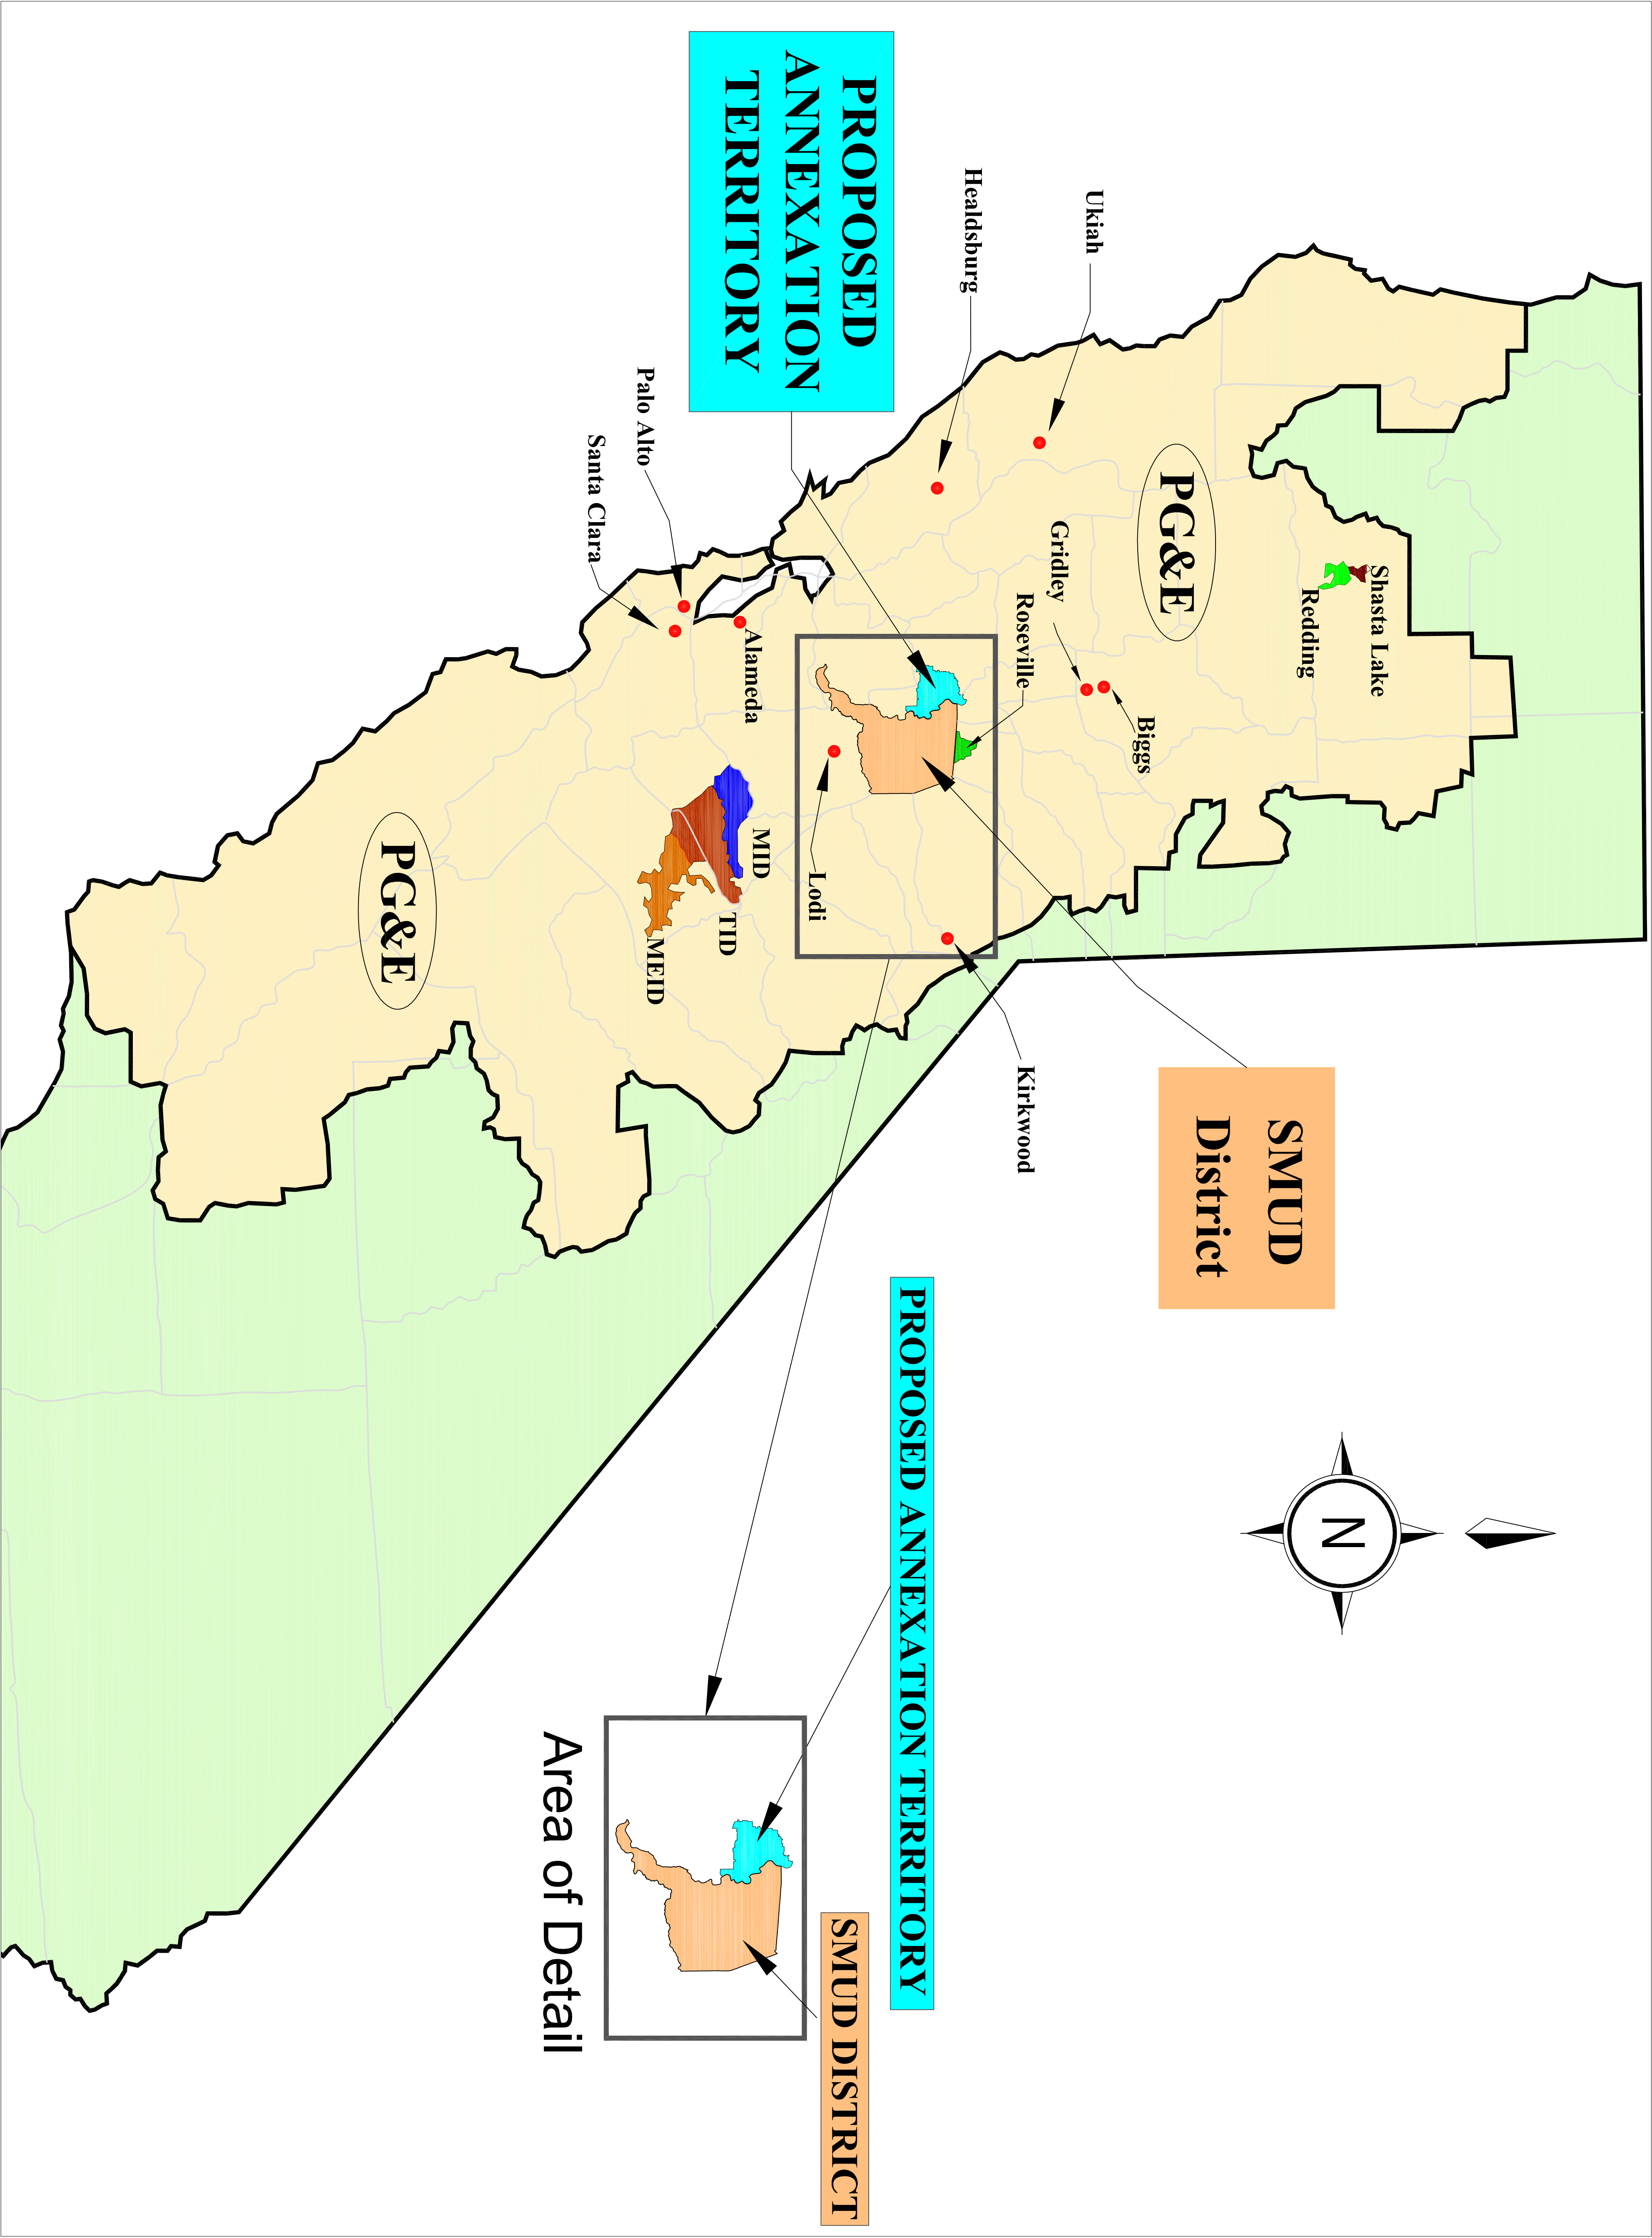 Shasta Lake
Redding
PG&E
Ukiah
Gridley
Biggs
Roseville
Healdsburg
SMUD
District
N
Kirkwood
PROPOSED
ANNEXATION
TERRITORY
PROPOSED ANNEXATION TERRITORY
SMUD DISTRICT
Lodi
Alameda
MID
TID
MEID
Palo Alto
Santa Clara
Area of Detail
PG&E